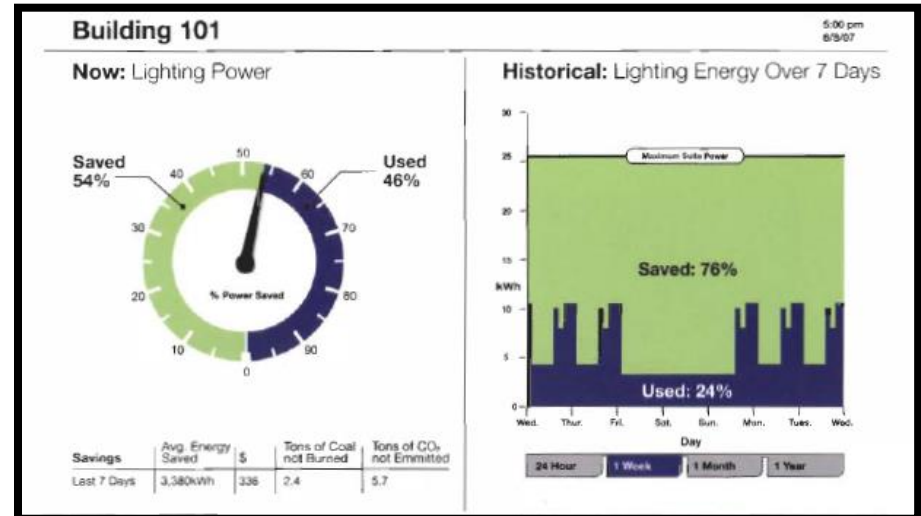 Building 101
5:00 pm
8/8/07
Now: Lighting Power
Saved
54%
Used
46%
0
10
20
30
40
50
60
70
80
90
% Power Saved
Savings
Avg. Energy Saved
$
Tons of Coal not Burned
Tons of CO₂ not Emmitted
Last 7 Days
3,380kWh
336
2.4
5.7
Historical: Lighting Energy Over 7 Days
30
25
20
15
kWh
10
5
0
Maximum Suite Power
Saved: 76%
Used: 24%
Wed. Thur. Fri. Sat. Sun. Mon. Tues. Wed.
Day
24 Hour
1 Week
1 Month
1 Year